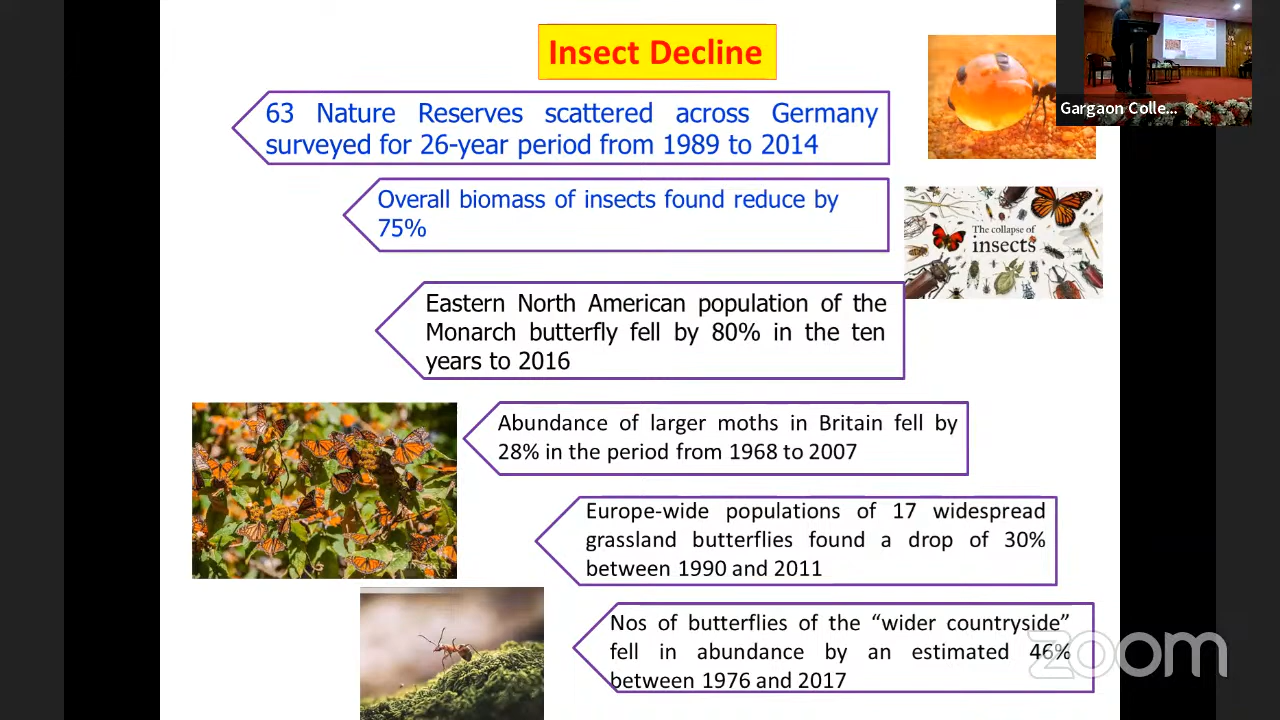 Insect Decline
63 Nature Reserves scattered across Germany
surveyed for 26-year period from 1989 to 2014
Overall biomass of insects found reduce by
75%
Eastern North American population of the
Monarch butterfly fell by 80% in the ten
years to 2016
Abundance of larger moths in Britain fell by
28% in the period from 1968 to 2007
Europe-wide populations of 17 widespread
grassland butterflies found a drop of 30%
between 1990 and 2011
Nos of butterflies of the “wider countryside”
fell in abundance by an estimated 46%
between 1976 and 2017
Gargaon Colle...
The collapse of
insects
zoom